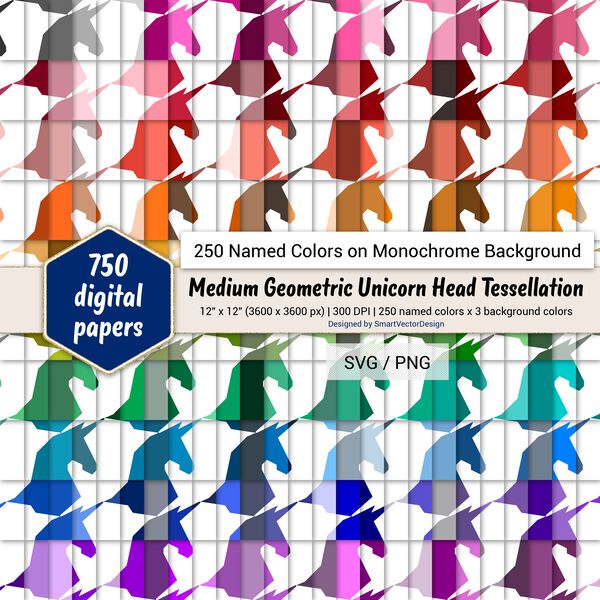 250 Named Colors on Monochrome Background
750
digital
papers
Medium Geometric Unicorn Head Tessellation
12" x 12" (3600 x 3600 px) | 300 DPI | 250 named colors x 3 background colors
Designed by SmartVectorDesign
SVG / PNG